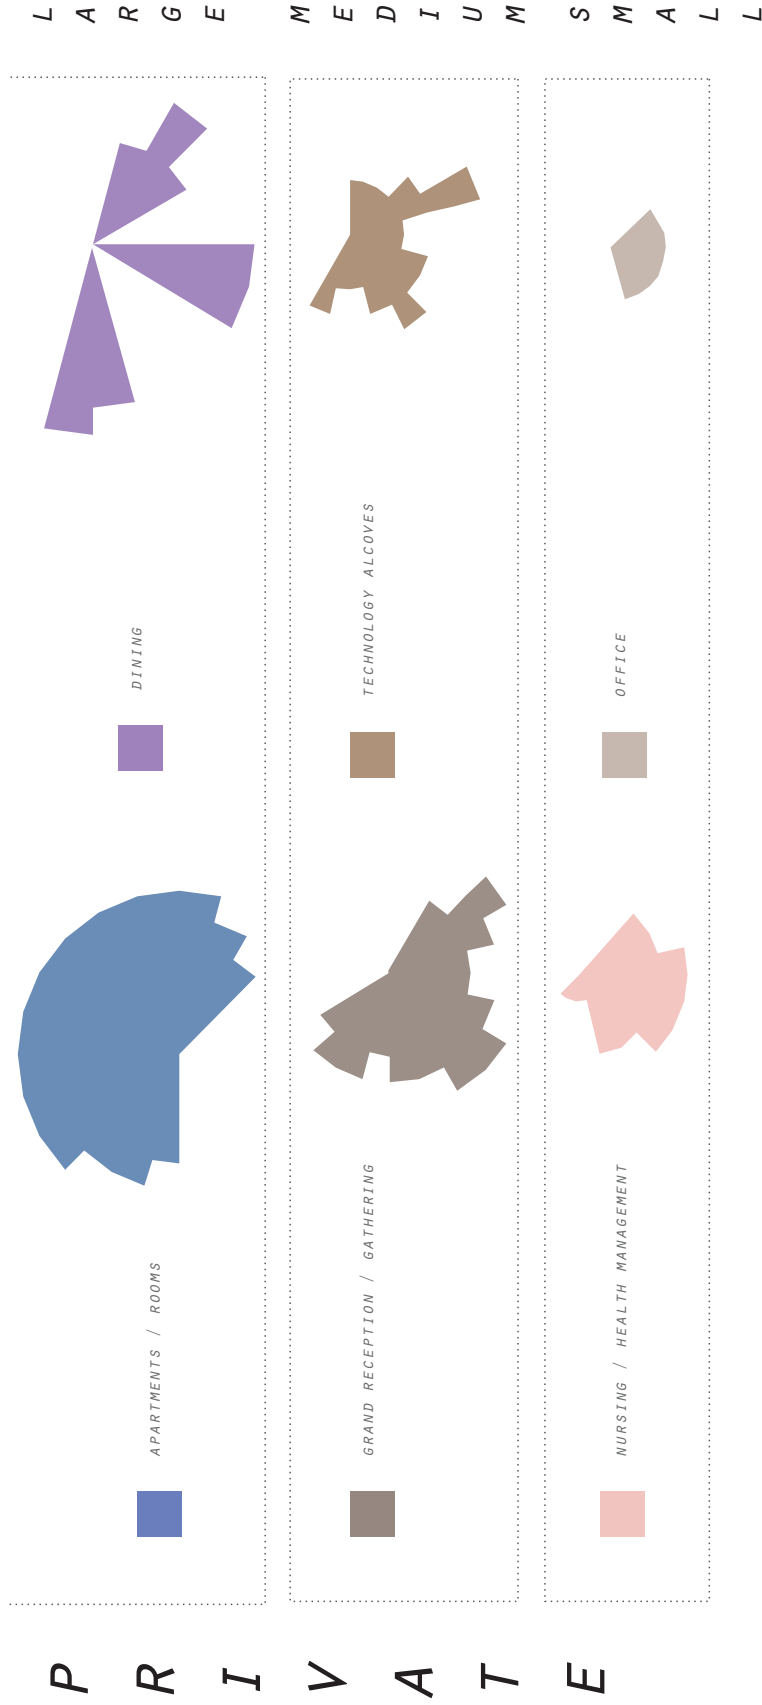 LARGE
MEDIUM
SMALL
DINING
TECHNOLOGY ALCOVES
OFFICE
APARTMENTS / ROOMS
GRAND RECEPTION / GATHERING
NURSING / HEALTH MANAGEMENT
PRIVATE